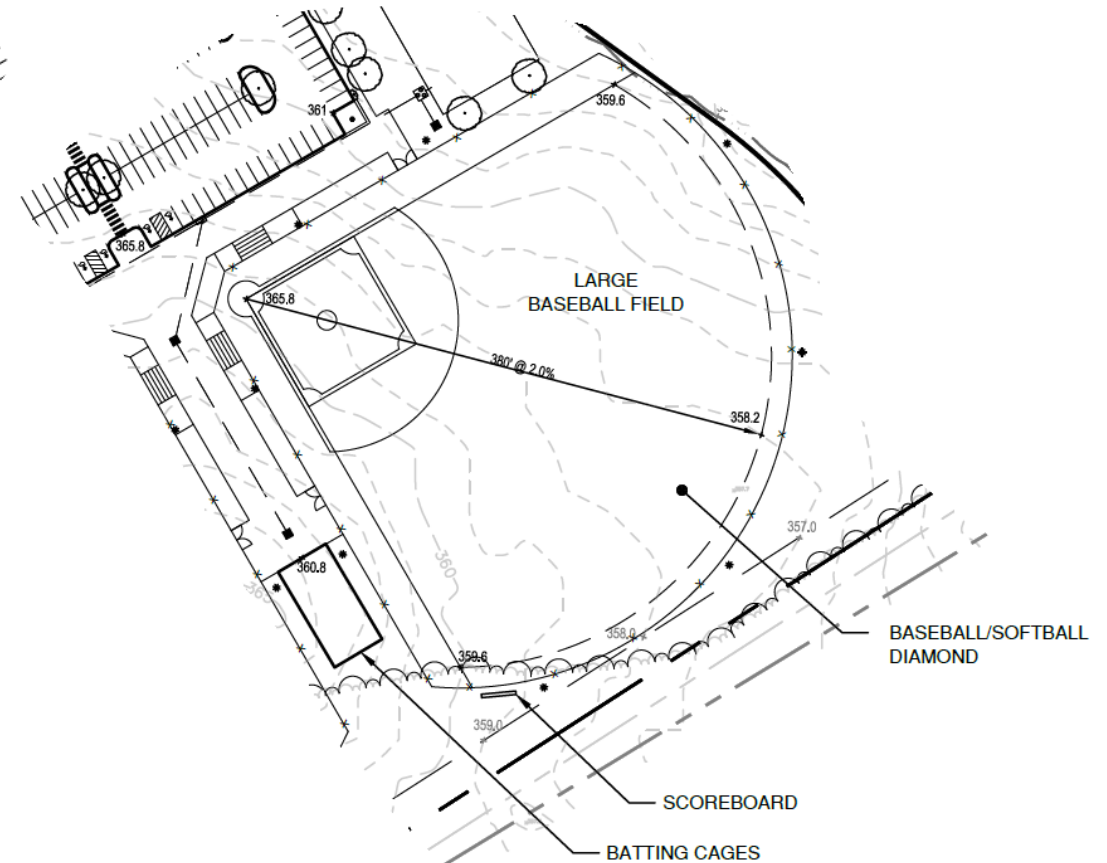 359.6
361
365.8
365.8
LARGE
BASEBALL FIELD
380' @ 2.0%
358.2
357.0
360
360.8
358.0
BASEBALL/SOFTBALL
DIAMOND
359.6
359.0
SCOREBOARD
BATTING CAGES